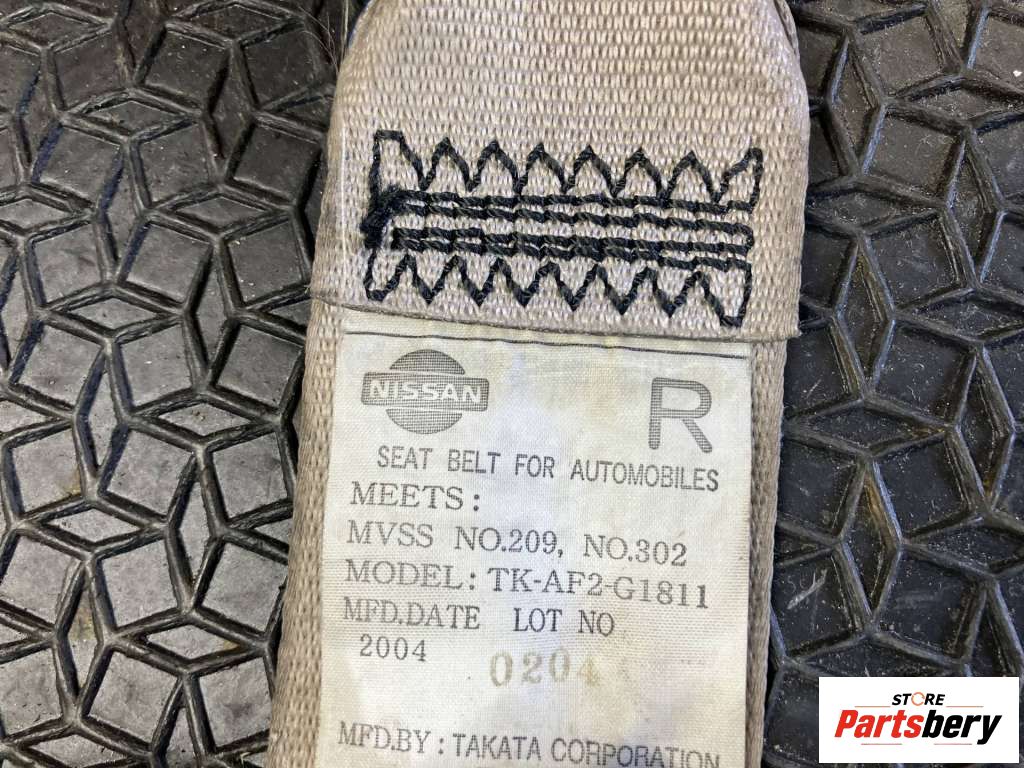 NISSAN
R
SEAT BELT FOR AUTOMOBILES
MEETS:
MVSS NO.209, NO.302
MODEL: TK-AF2-G1811
MFD.DATE LOT NO
2004 0204
MFD.BY: TAKATA CORPORATION
STORE
Partsbery